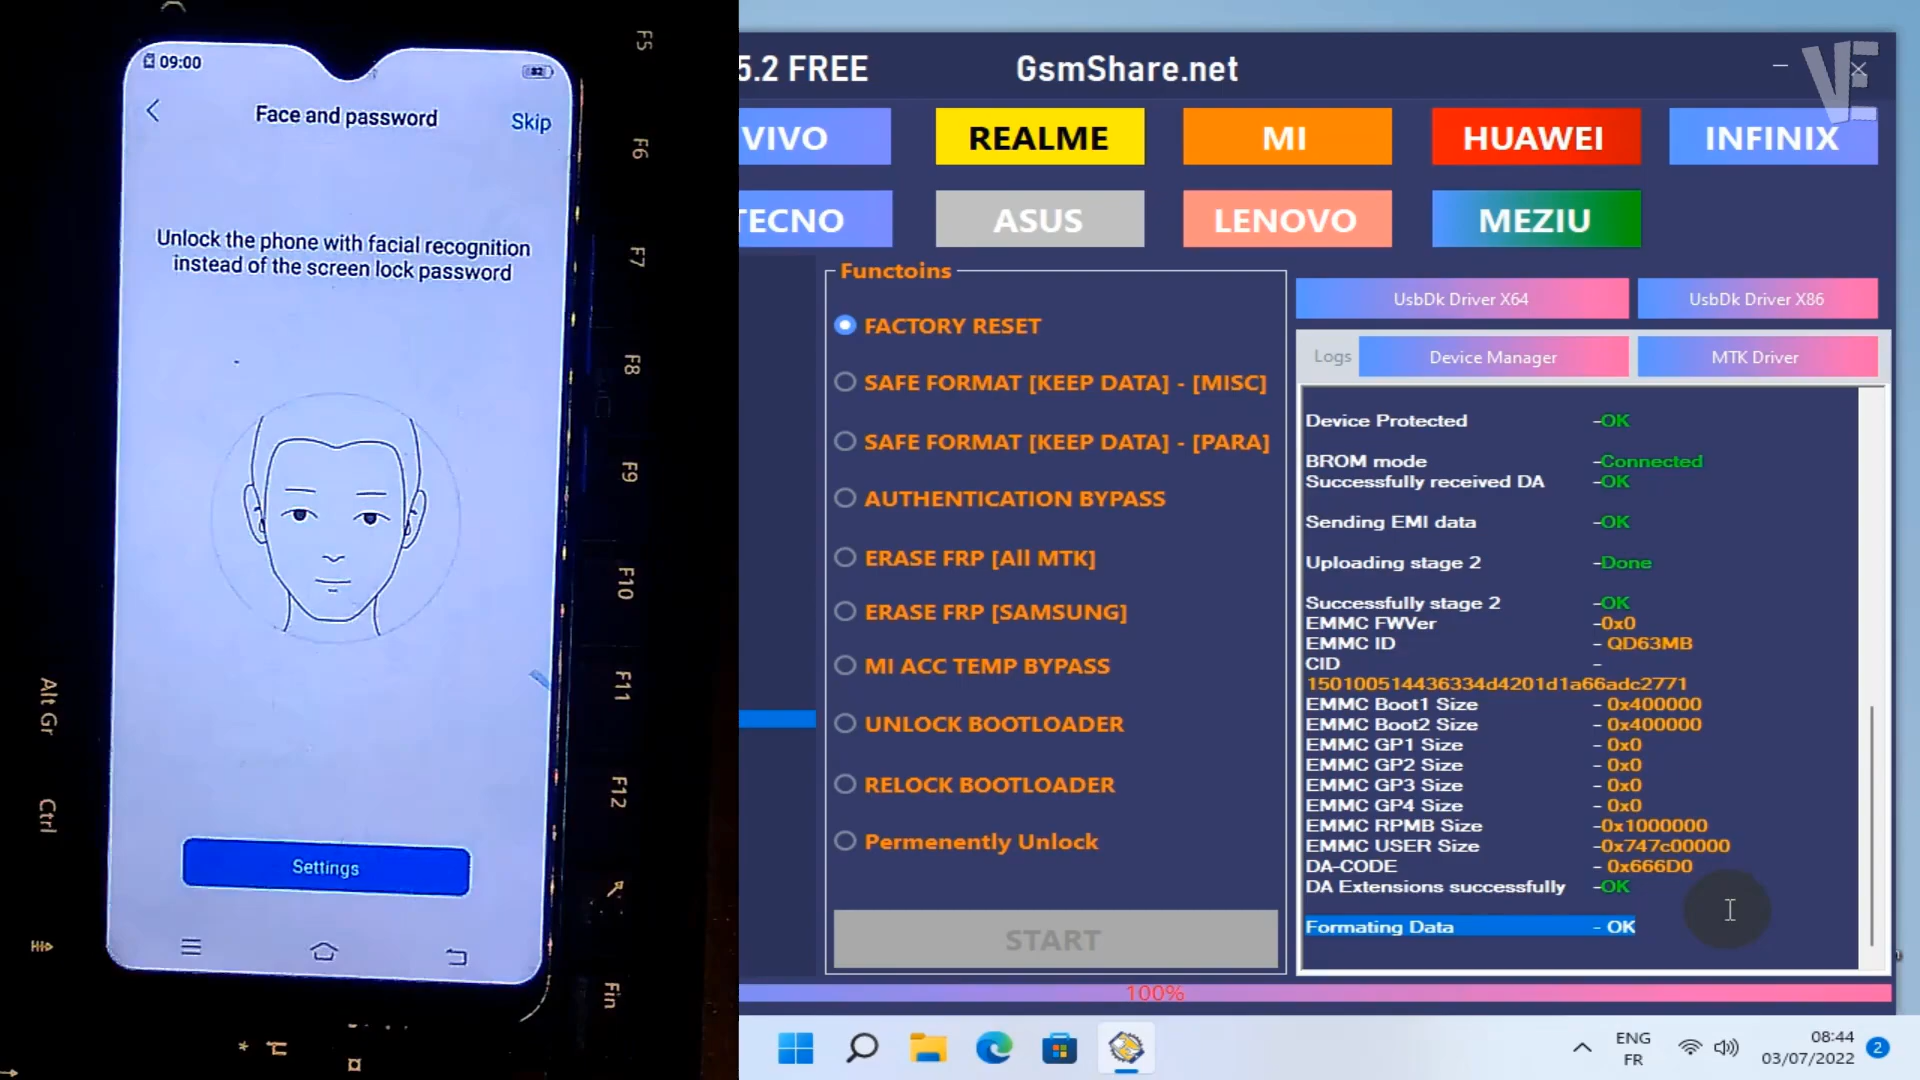 09:00
82
Face and password
Skip
Unlock the phone with facial recognition
instead of the screen lock password
Settings
F5
F6
F7
F8
F9
F10
F11
F12
Fin
Alt Gr
Ctrl
5.2 FREE
GsmShare.net
VE
VIVO
REALME
MI
HUAWEI
INFINIX
TECNO
ASUS
LENOVO
MEZIU
Functoins
FACTORY RESET
SAFE FORMAT [KEEP DATA] - [MISC]
SAFE FORMAT [KEEP DATA] - [PARA]
AUTHENTICATION BYPASS
ERASE FRP [All MTK]
ERASE FRP [SAMSUNG]
MI ACC TEMP BYPASS
UNLOCK BOOTLOADER
RELOCK BOOTLOADER
Permenently Unlock
START
UsbDk Driver X64
UsbDk Driver X86
Logs
Device Manager
MTK Driver
Device Protected -OK
BROM mode -Connected
Successfully received DA -OK
Sending EMI data -OK
Uploading stage 2 -Done
Successfully stage 2 -OK
EMMC FWVer -0x0
EMMC ID - QD63MB
CID -
150100514436334d4201d1a66adc2771
EMMC Boot1 Size - 0x400000
EMMC Boot2 Size - 0x400000
EMMC GP1 Size - 0x0
EMMC GP2 Size - 0x0
EMMC GP3 Size - 0x0
EMMC GP4 Size - 0x0
EMMC RPMB Size -0x1000000
EMMC USER Size -0x747c00000
DA-CODE - 0x666D0
DA Extensions successfully -OK
Formating Data - OK
100%
ENG
FR
08:44
03/07/2022
2